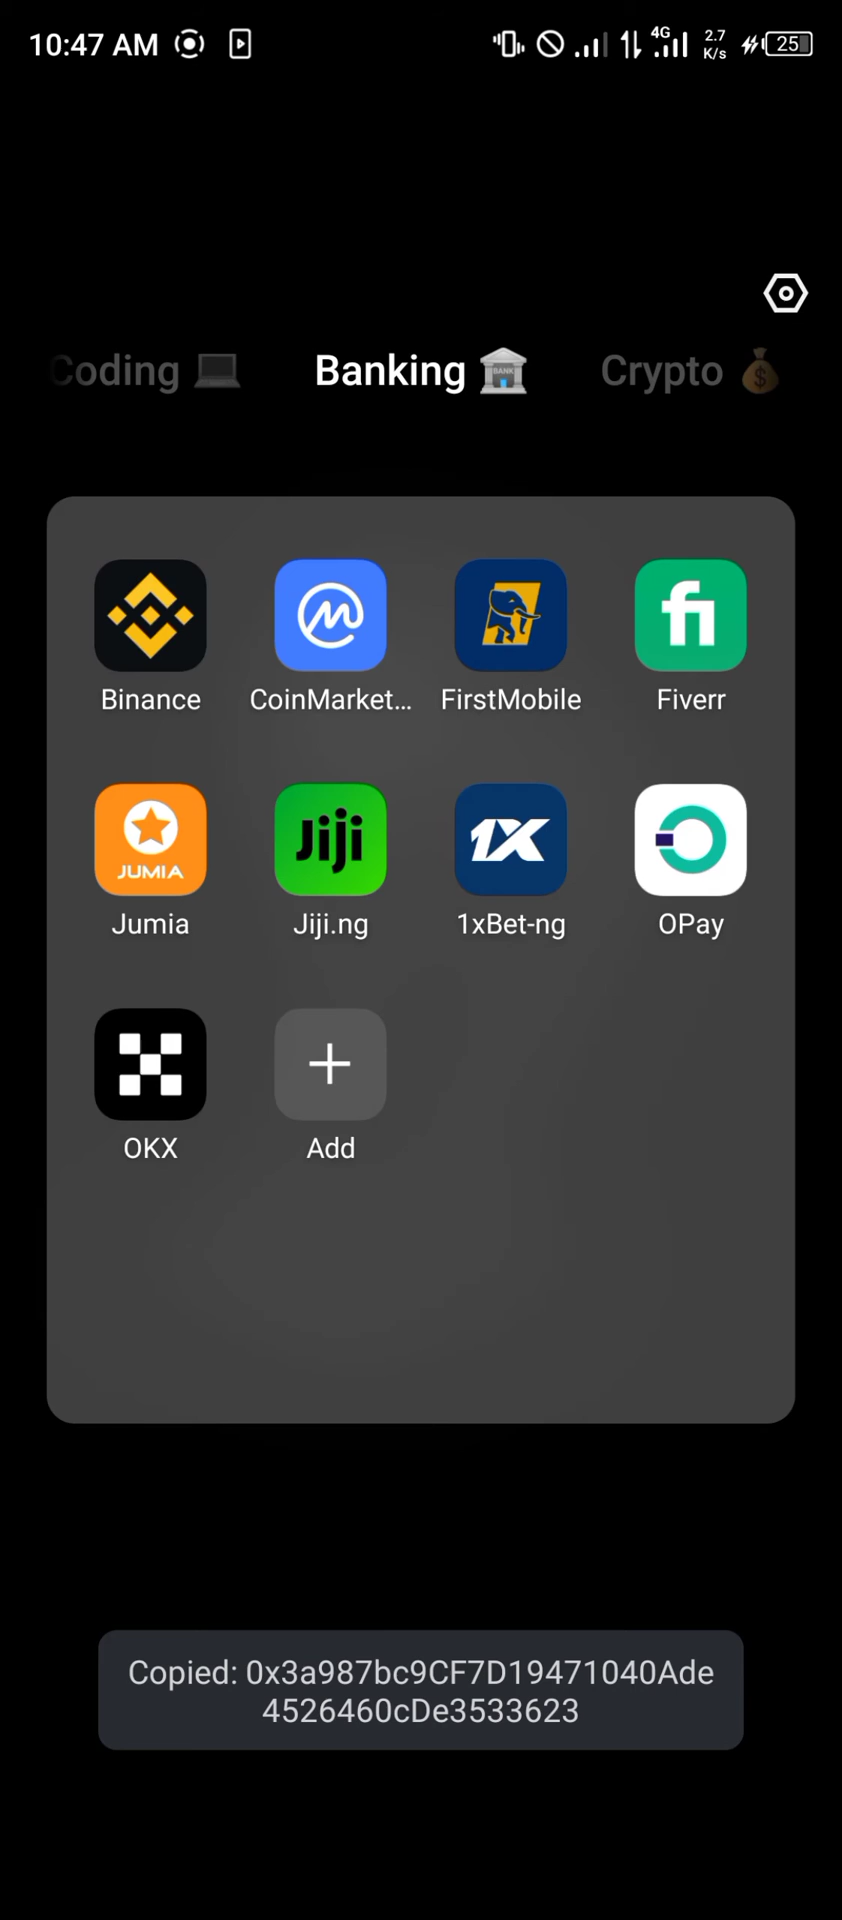 10:47 AM 4G 2.7 K/s 25
Coding 💻 Banking 🏦 Crypto 💰
Binance CoinMarket... FirstMobile Fiverr
JUMIA Jiji 1X
Jumia Jiji.ng 1xBet-ng OPay
OKX Add
Copied: 0x3a987bc9CF7D19471040Ade
4526460cDe3533623